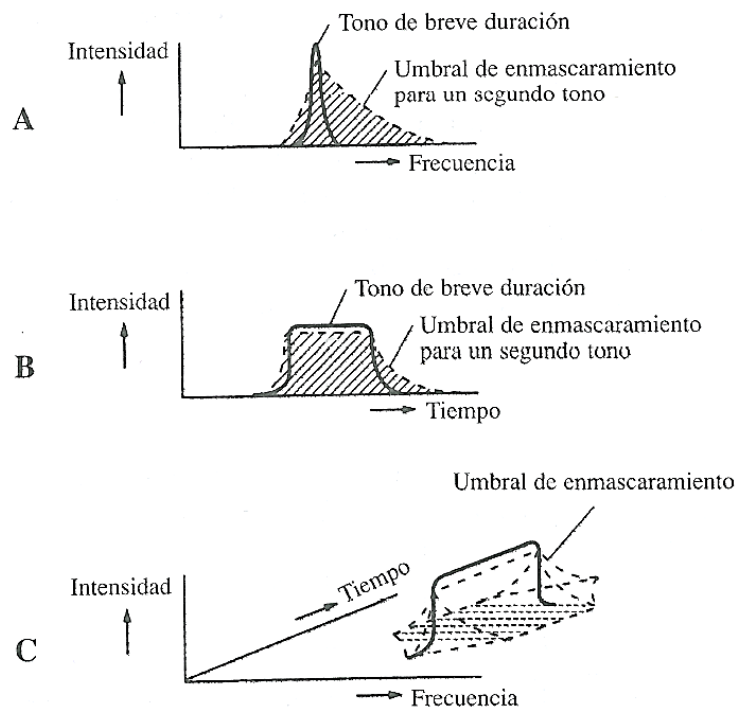 Tono de breve duración
Intensidad
Umbral de enmascaramiento
para un segundo tono
A
Frecuencia
Tono de breve duración
Intensidad
Umbral de enmascaramiento
para un segundo tono
B
Tiempo
Umbral de enmascaramiento
Tiempo
Intensidad
C
Frecuencia